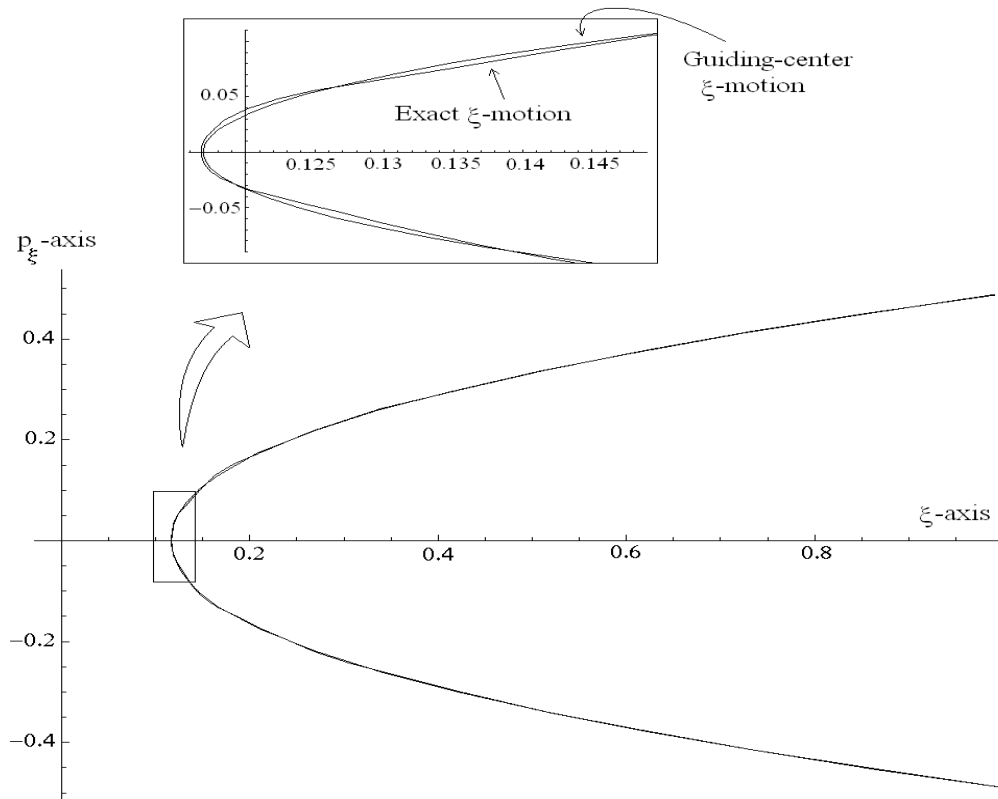 Guiding-center
ξ-motion
Exact ξ-motion
0.05
0.125 0.13 0.135 0.14 0.145
−0.05
pξ-axis
0.4
0.2
ξ-axis
0.2 0.4 0.6 0.8
−0.2
−0.4